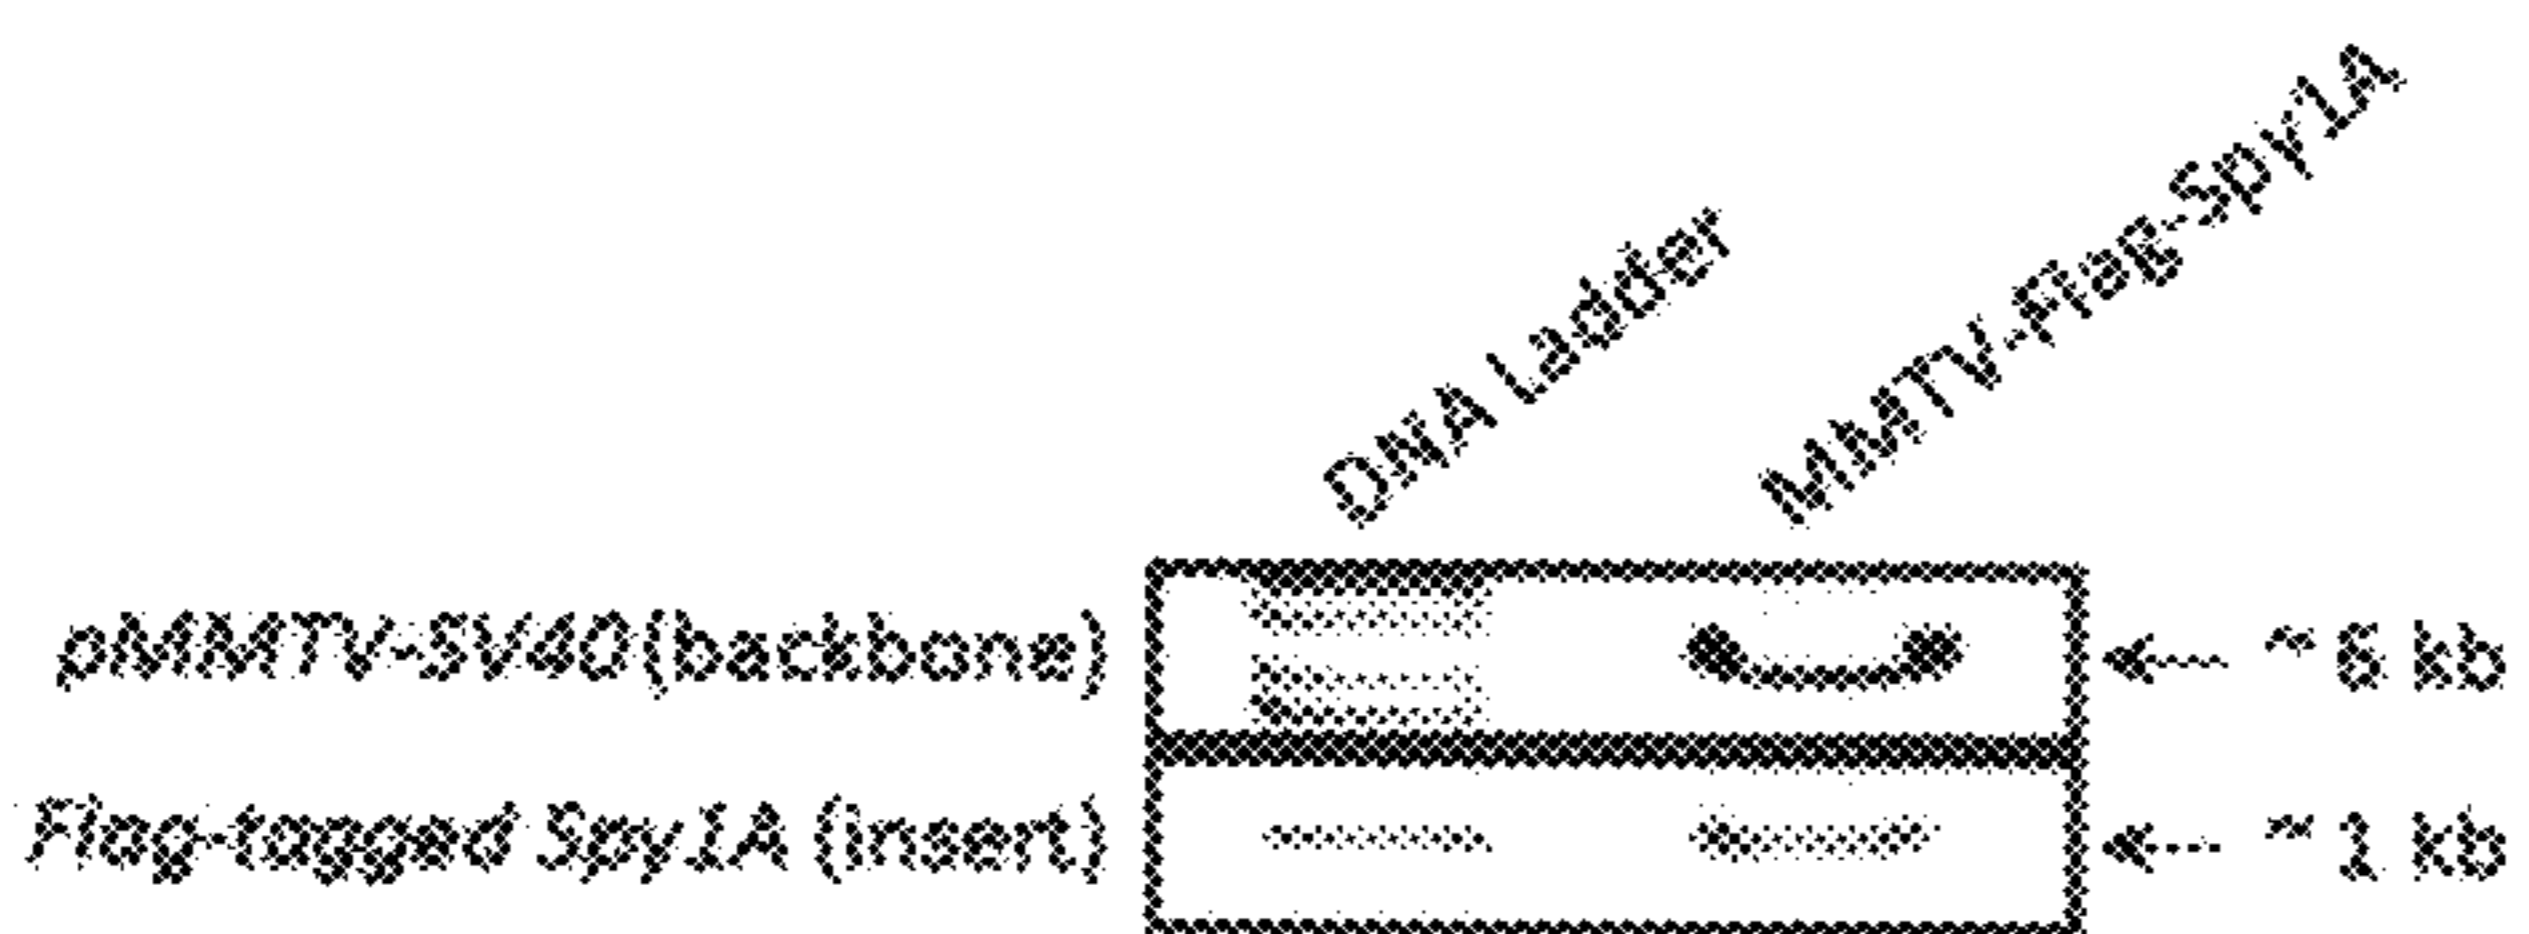 DNA Ladder
MMTV-Flag-Spy1A
pMMTV-SV40(backbone)
~ 6 kb
Flag-tagged Spy1A (insert)
~ 1 kb